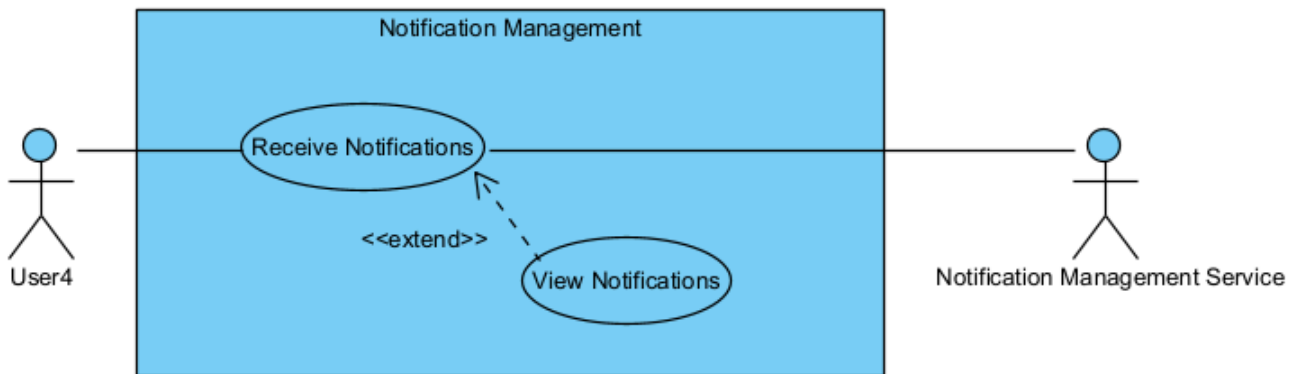 Notification Management
Receive Notifications
<<extend>>
View Notifications
User4
Notification Management Service